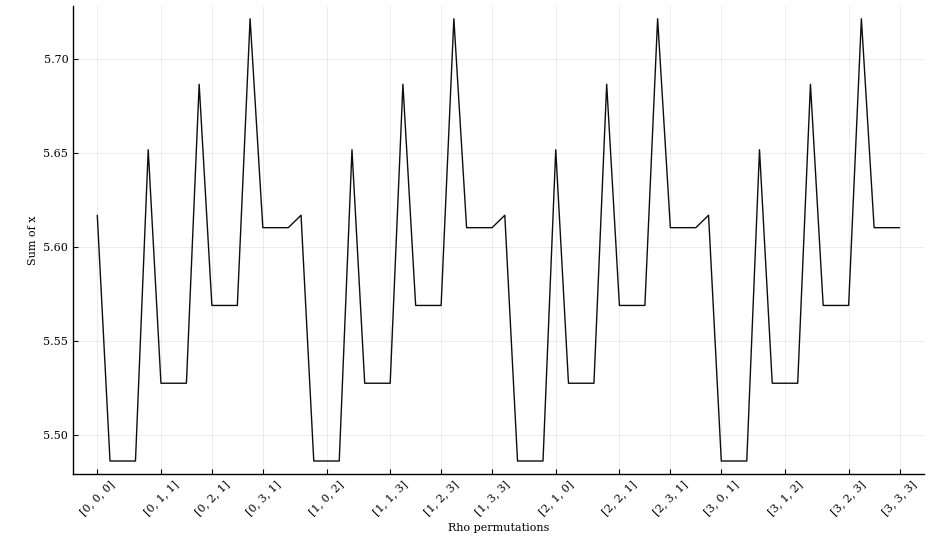 5.70
5.65
5.60
5.55
5.50
Sum of x
[0, 0, 0]
[0, 1, 1]
[0, 2, 1]
[0, 3, 1]
[1, 0, 2]
[1, 1, 3]
[1, 2, 3]
[1, 3, 3]
[2, 1, 0]
[2, 2, 1]
[2, 3, 1]
[3, 0, 1]
[3, 1, 2]
[3, 2, 3]
[3, 3, 3]
Rho permutations